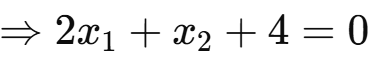 ⇒ 2x₁ + x₂ + 4 = 0